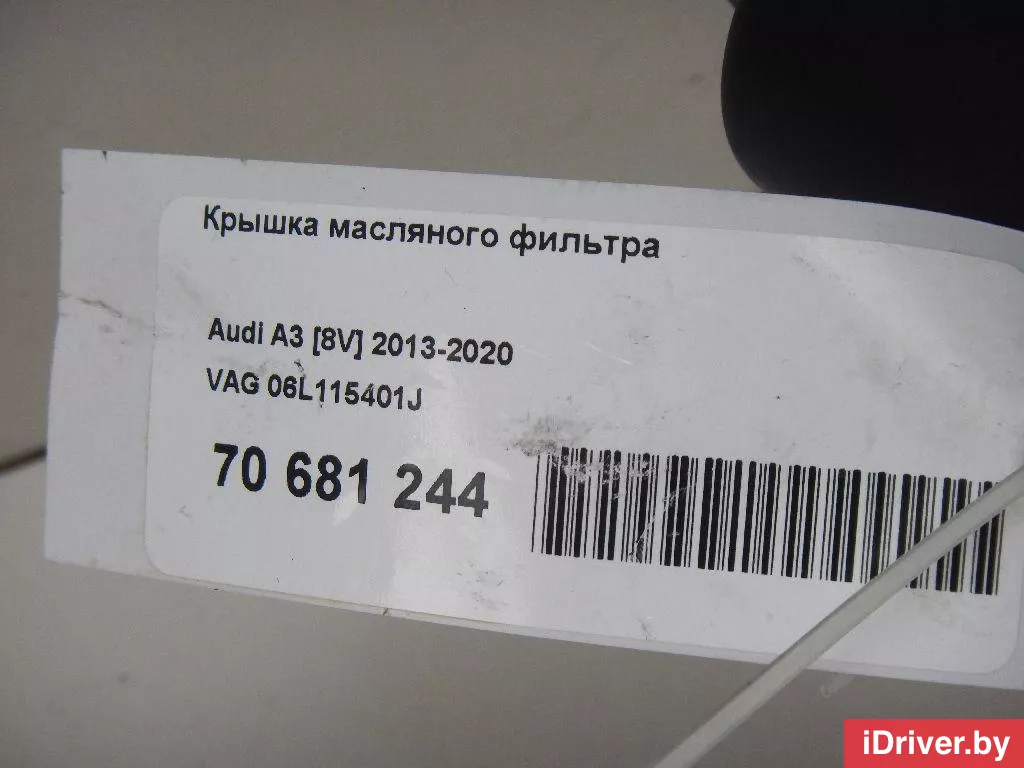 Крышка масляного фильтра
Audi A3 [8V] 2013-2020
VAG 06L115401J
70 681 244
iDriver.by